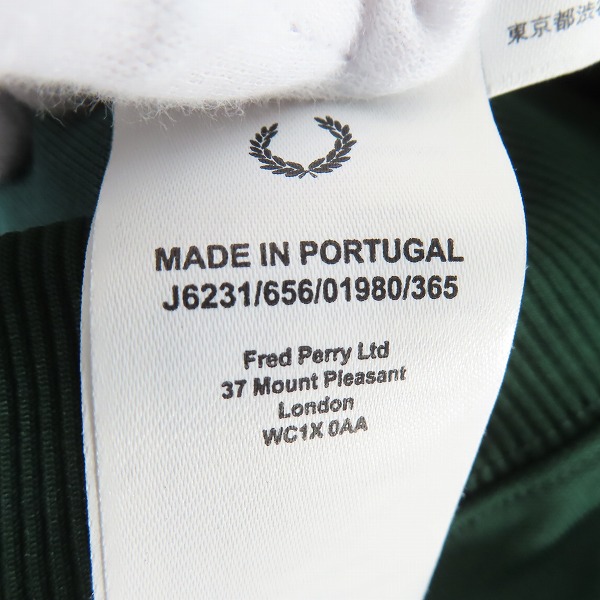 東京都渋谷
MADE IN PORTUGAL
J6231/656/01980/365
Fred Perry Ltd
37 Mount Pleasant
London
WC1X 0AA